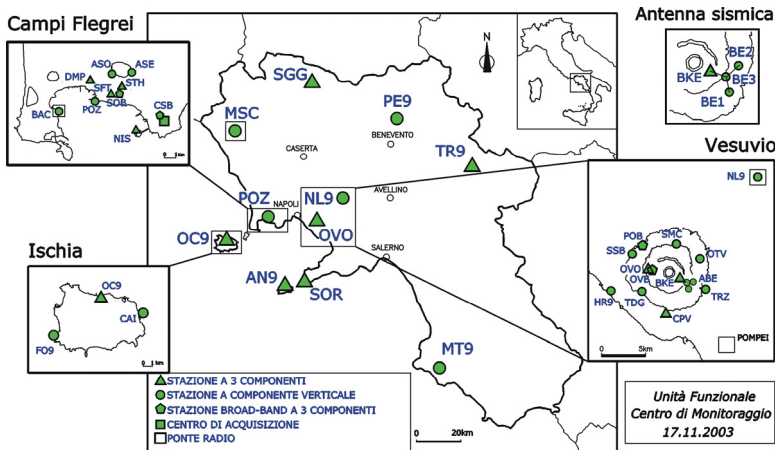 Campi Flegrei
ASO
ASE
DMP
STH
SFT
SOB
CSB
BAC
POZ
NIS
1 km
Antenna sismica
BE2
BKE
BE3
BE1
SGG
MSC
PE9
BENEVENTO
CASERTA
TR9
AVELLINO
POZ
NAPOLI
NL9
OVO
OC9
SALERNO
AN9
SOR
MT9
Vesuvio
NL9
POB
SMC
SSB
OTV
OVO
OVB
BKE
ABE
HR9
TDG
TRZ
CPV
0
5km
POMPEI
Ischia
OC9
CAI
FO9
1 km
STAZIONE A 3 COMPONENTI
STAZIONE A COMPONENTE VERTICALE
STAZIONE BROAD-BAND A 3 COMPONENTI
CENTRO DI ACQUISIZIONE
PONTE RADIO
0
20km
Unità Funzionale
Centro di Monitoraggio
17.11.2003